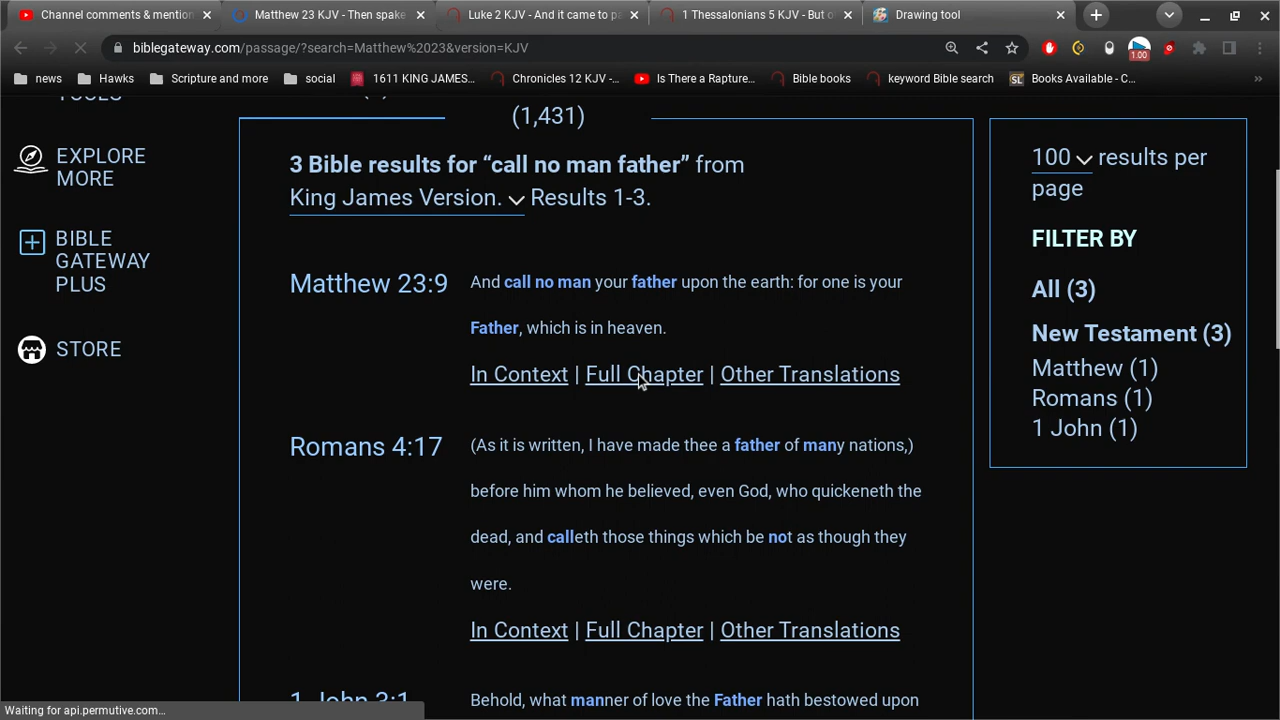 Channel comments & mention
Matthew 23 KJV - Then spake
Luke 2 KJV - And it came to pa
1 Thessalonians 5 KJV - But o
Drawing tool
biblegateway.com/passage/?search=Matthew%2023&version=KJV
1.00
news
Hawks
Scripture and more
social
1611 KING JAMES...
Chronicles 12 KJV -...
Is There a Rapture...
Bible books
keyword Bible search
SL
Books Available - C...
»
TOOLS
(1,431)
EXPLORE
MORE
BIBLE
GATEWAY
PLUS
STORE
3 Bible results for “call no man father” from
King James Version. Results 1-3.
Matthew 23:9
And call no man your father upon the earth: for one is your
Father, which is in heaven.
In Context | Full Chapter | Other Translations
Romans 4:17
(As it is written, I have made thee a father of many nations,)
before him whom he believed, even God, who quickeneth the
dead, and calleth those things which be not as though they
were.
In Context | Full Chapter | Other Translations
1 John 3:1
Behold, what manner of love the Father hath bestowed upon
100 results per
page
FILTER BY
All (3)
New Testament (3)
Matthew (1)
Romans (1)
1 John (1)
Waiting for api.permutive.com...